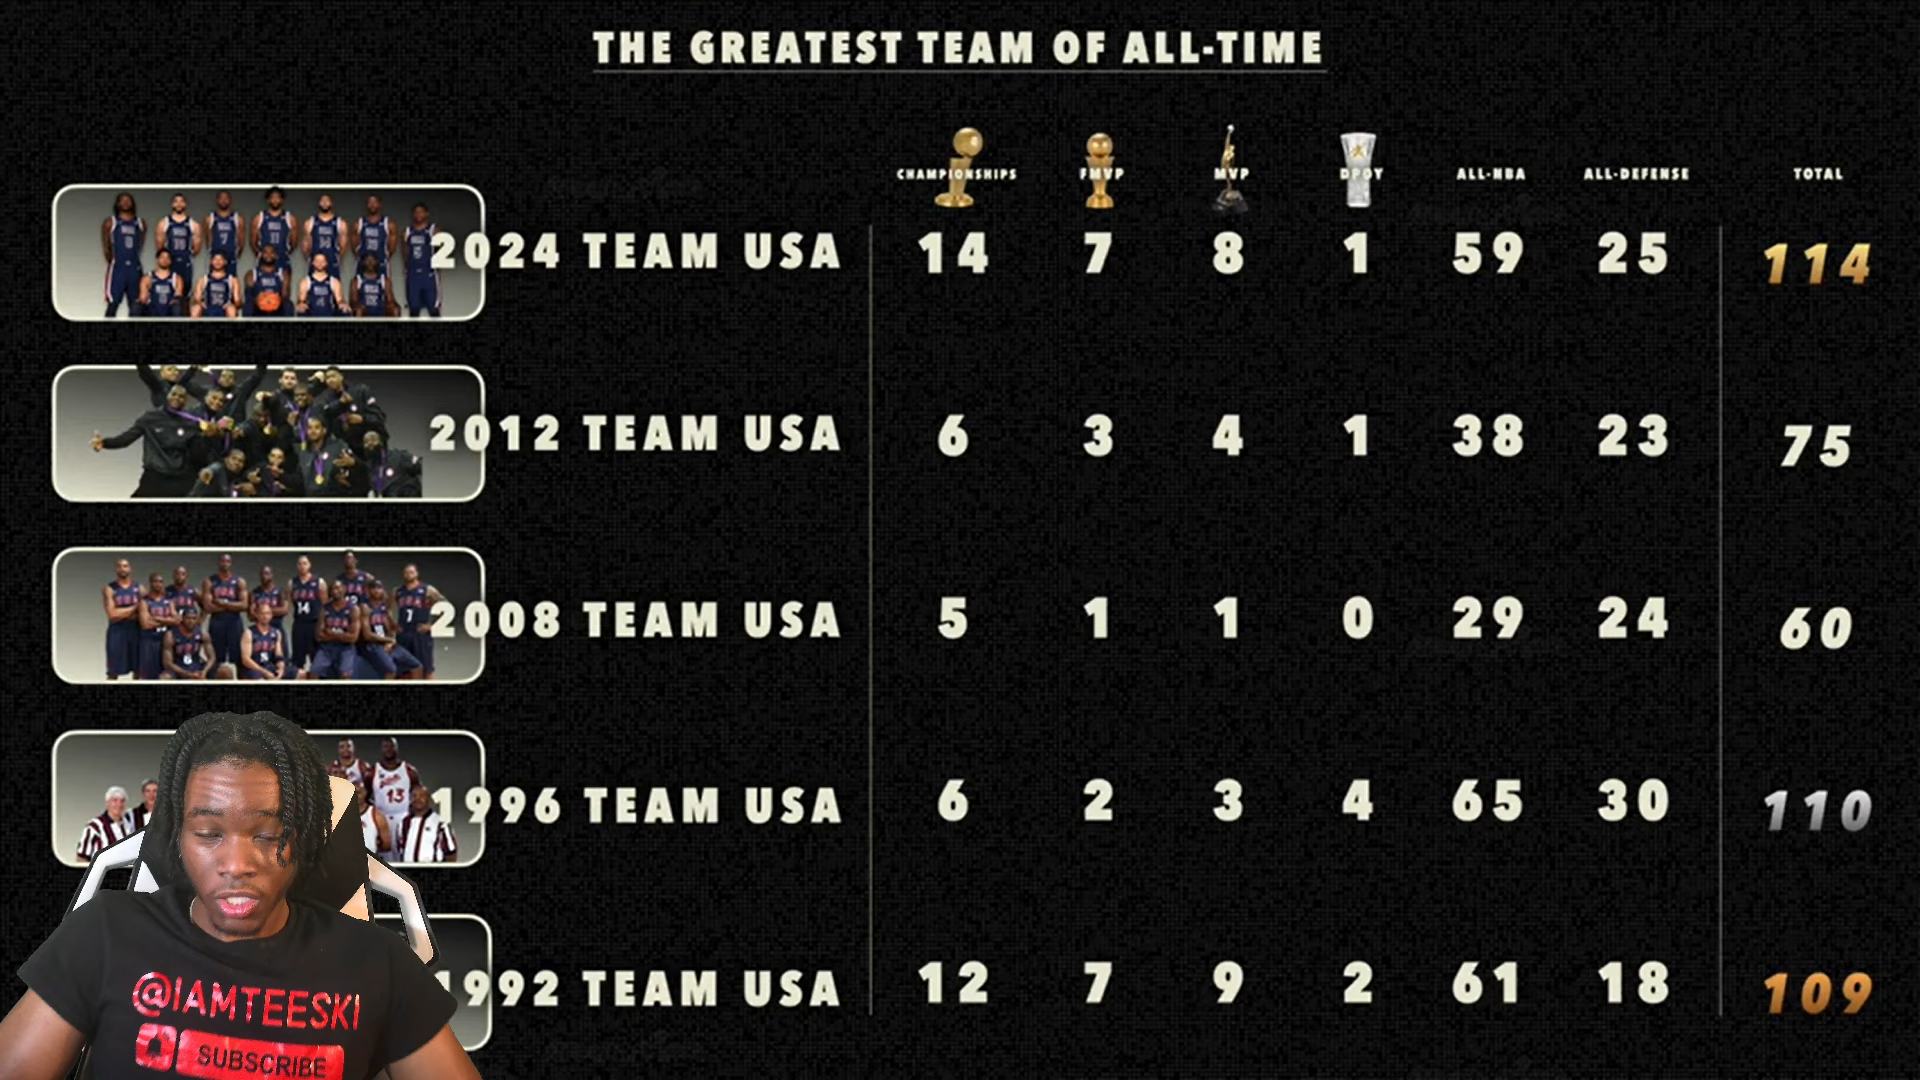 THE GREATEST TEAM OF ALL-TIME
CHAMPIONSHIPS FMVP MVP DPOY ALL-NBA ALL-DEFENSE TOTAL
2024 TEAM USA 14 7 8 1 59 25 114
2012 TEAM USA 6 3 4 1 38 23 75
2008 TEAM USA 5 1 1 0 29 24 60
1996 TEAM USA 6 2 3 4 65 30 110
1992 TEAM USA 12 7 9 2 61 18 109
@IAMTEESKI
SUBSCRIBE